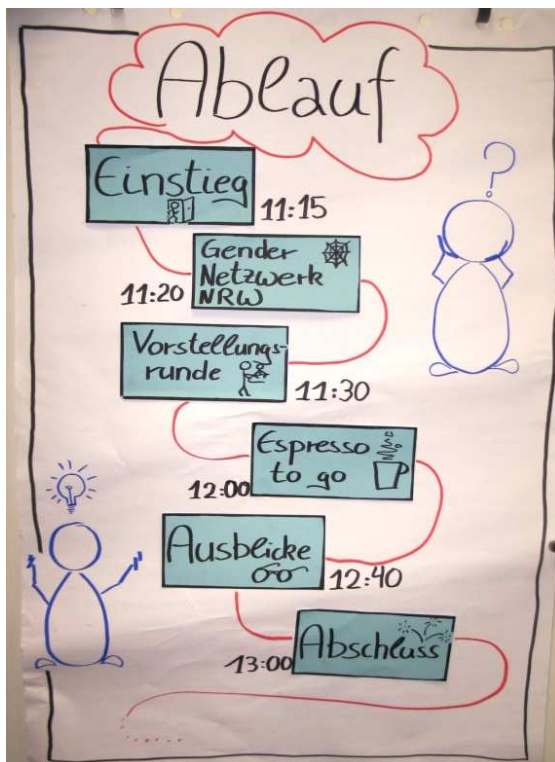 Ablauf
Einstieg
11:15
Gender
Netzwerk
NRW
11:20
Vorstellungs-
runde
11:30
Espresso
to go
12:00
Ausblicke
12:40
Abschluss
13:00
?